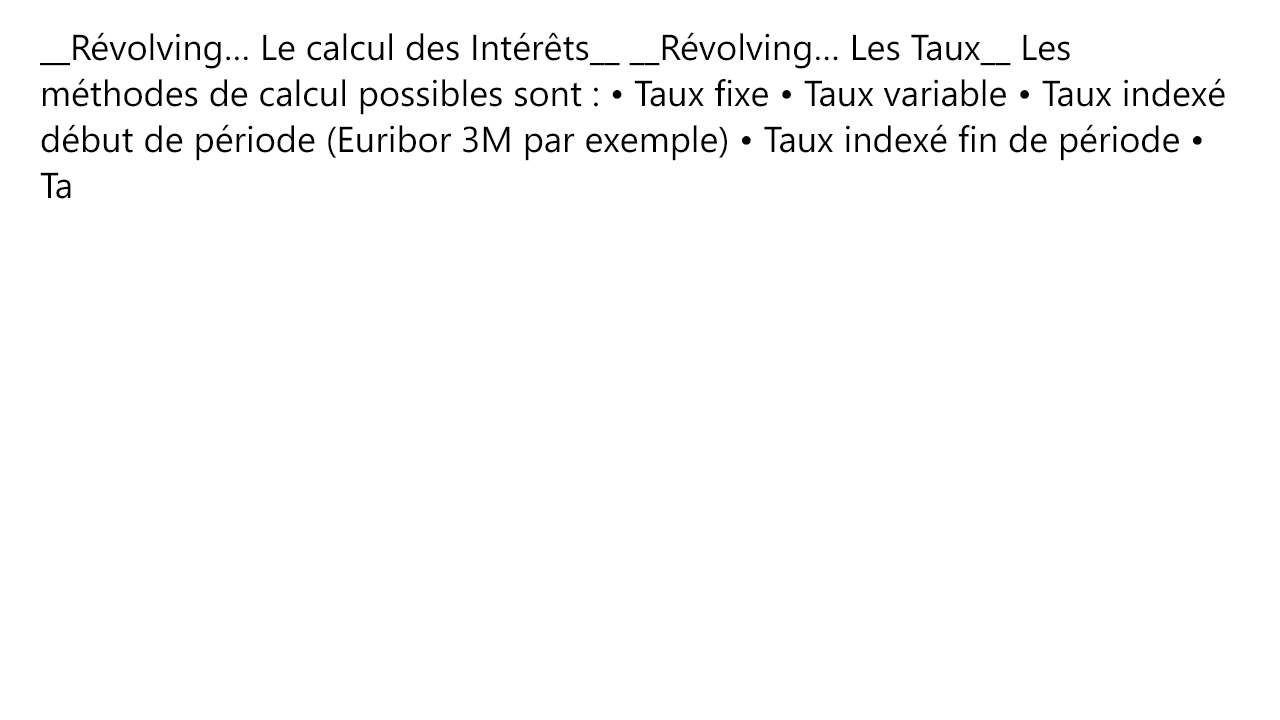 __Révolving… Le calcul des Intérêts__ __Révolving… Les Taux__ Les
méthodes de calcul possibles sont : • Taux fixe • Taux variable • Taux indexé
début de période (Euribor 3M par exemple) • Taux indexé fin de période •
Ta